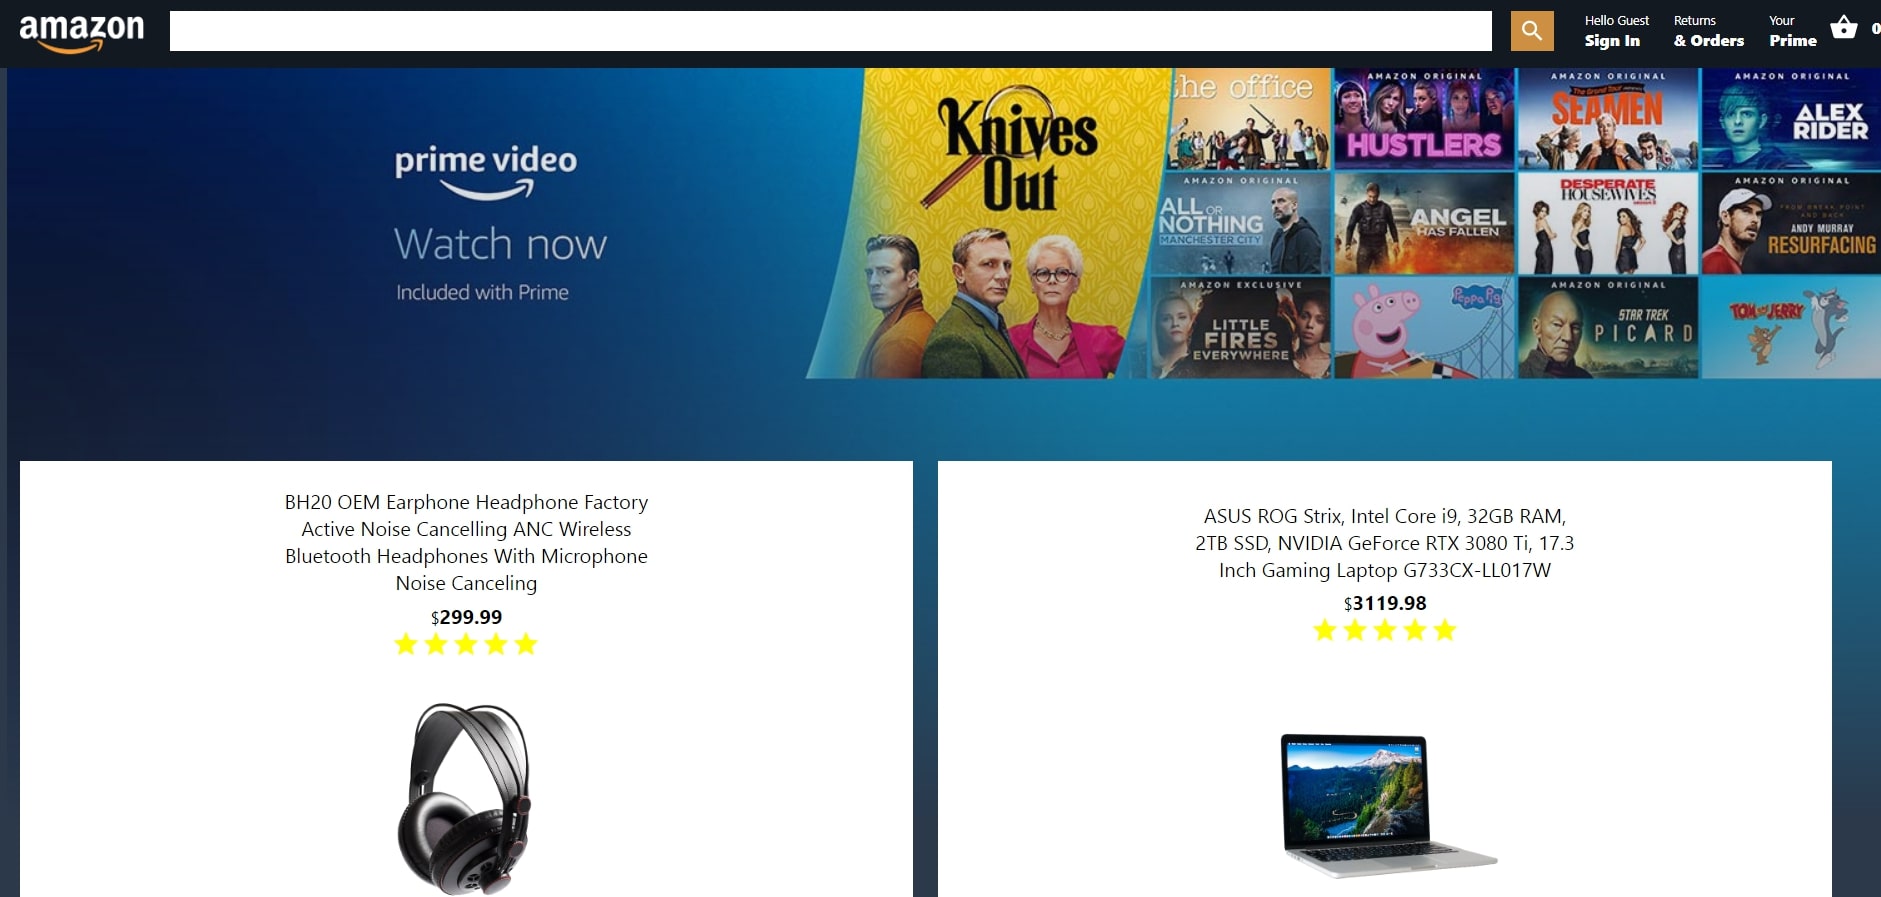 amazon
Hello Guest
Sign In
Returns
& Orders
Your
Prime
0
prime video
Watch now
Included with Prime
Knives
Out
the office
AMAZON ORIGINAL
HUSTLERS
AMAZON ORIGINAL
The Grand Tour
SEAMEN
AMAZON ORIGINAL
ALEX
RIDER
AMAZON ORIGINAL
ALL OR
NOTHING
MANCHESTER CITY
ANGEL
HAS FALLEN
DESPERATE
HOUSEWIVES
AMAZON ORIGINAL
FROM BREAK POINT
AND BACK
ANDY MURRAY
RESURFACING
AMAZON EXCLUSIVE
LITTLE
FIRES
EVERYWHERE
Peppa Pig
AMAZON ORIGINAL
STAR TREK
PICARD
TOM AND JERRY
BH20 OEM Earphone Headphone Factory
Active Noise Cancelling ANC Wireless
Bluetooth Headphones With Microphone
Noise Canceling
$299.99
ASUS ROG Strix, Intel Core i9, 32GB RAM,
2TB SSD, NVIDIA GeForce RTX 3080 Ti, 17.3
Inch Gaming Laptop G733CX-LL017W
$3119.98